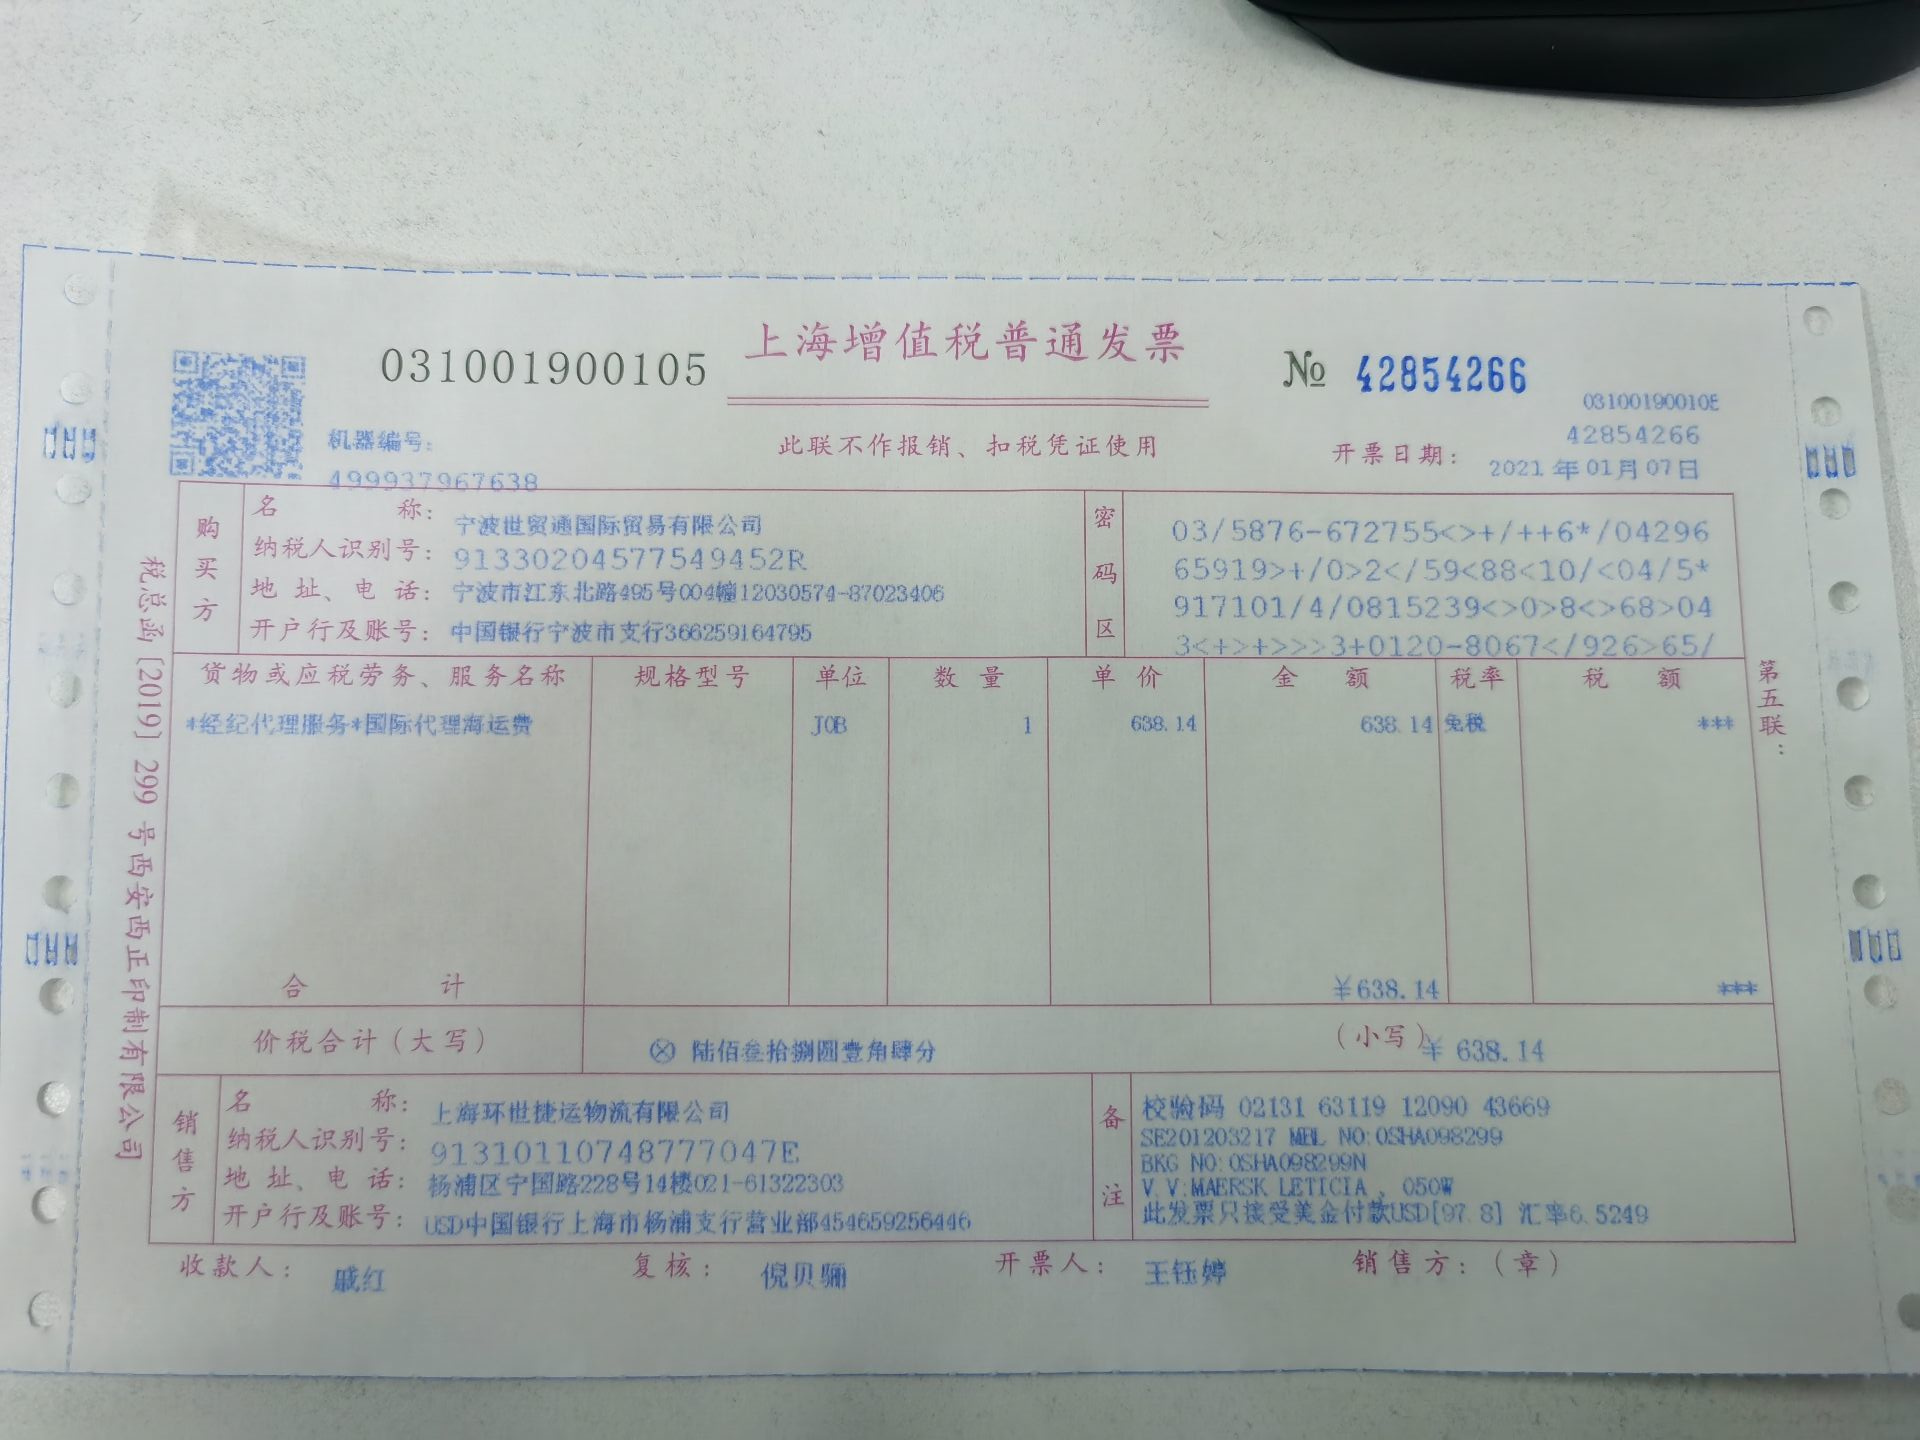 上海增值税普通发票
031001900105
№ 42854266
031001900105
42854266
机器编号:
499937967638
此联不作报销、扣税凭证使用
开票日期: 2021年01月07日
购买方
名 称: 宁波世贸通国际贸易有限公司
纳税人识别号: 91330204577549452R
地址、电话: 宁波市江东北路495号004幢12030574-87023406
开户行及账号: 中国银行宁波市支行366259164795
密码区
03/5876-672755<>+/++6*/04296
65919>+/0>2</59<88<10/<04/5*
917101/4/0815239<>0>8<>68>04
3<+>+>>>3+0120-8067</926>65/
货物或应税劳务、服务名称 规格型号 单位 数量 单价 金额 税率 税额
*经纪代理服务*国际代理海运费 JOB 1 638.14 638.14 免税 ***
合计 ¥638.14 ***
价税合计(大写) ⊗ 陆佰叁拾捌圆壹角肆分 (小写) ¥ 638.14
销售方
名 称: 上海环世捷运物流有限公司
纳税人识别号: 91310110748777047E
地址、电话: 杨浦区宁国路228号14楼021-61322303
开户行及账号: USD中国银行上海市杨浦支行营业部454659256446
备注
校验码 02131 63119 12090 43669
SE201203217 MBL NO:OSHA098299
BKG NO:OSHA098299N
V.V:MAERSK LETICIA , 050W
此发票只接受美金付款USD[97.8] 汇率6.5249
收款人: 戚红 复核: 倪贝骊 开票人: 王钰婷 销售方:(章)
税总函[2019]299号西安西正印制有限公司
第五联: